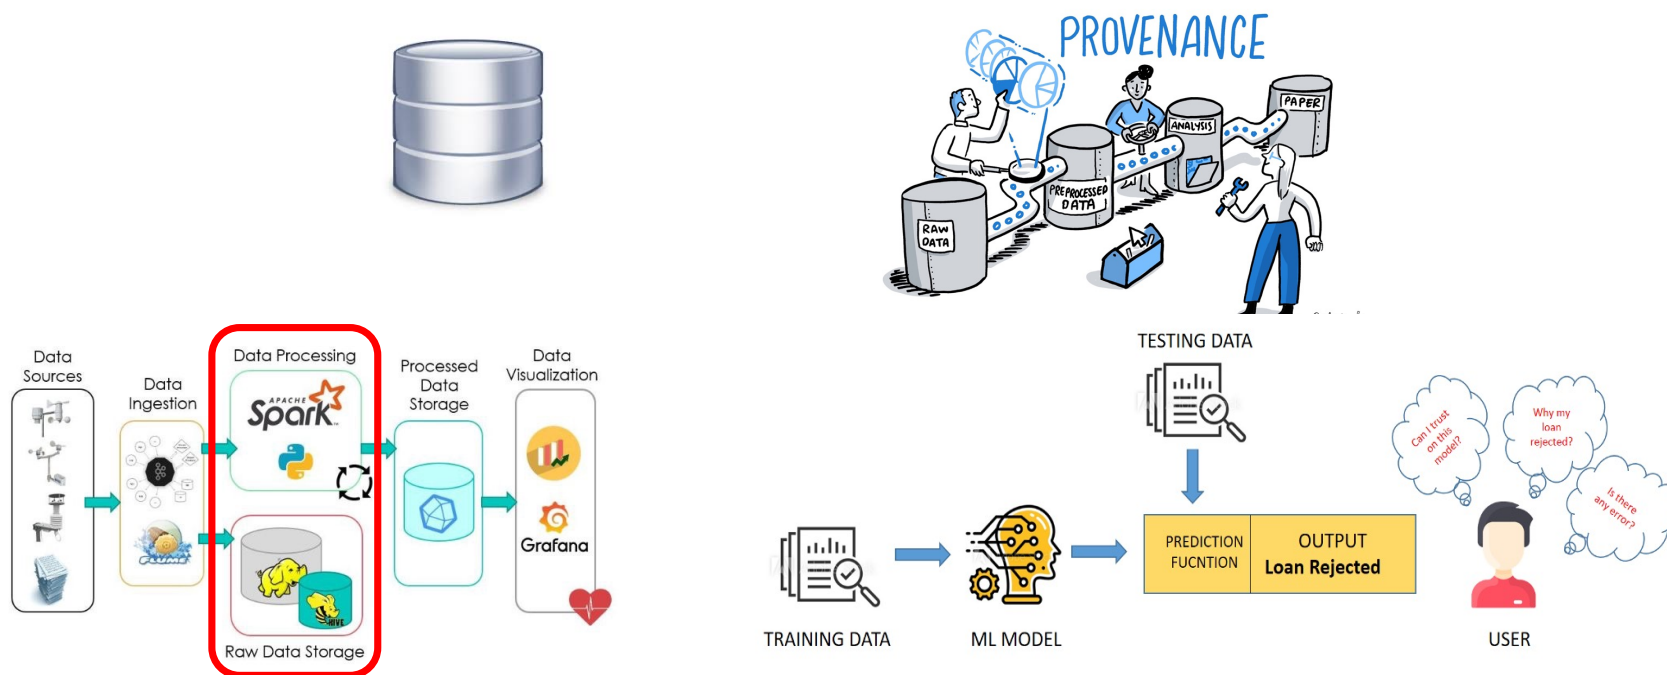 PROVENANCE
RAW
DATA
PREPROCESSED
DATA
ANALYSIS
PAPER
Data
Sources
Data
Ingestion
FLUME
Data Processing
APACHE
Spark
HIVE
Raw Data Storage
Processed
Data
Storage
Data
Visualization
Grafana
TESTING DATA
TRAINING DATA
ML MODEL
PREDICTION
FUCNTION
OUTPUT
Loan Rejected
Can I trust
on this
model?
Why my
loan
rejected?
Is there
any error?
USER